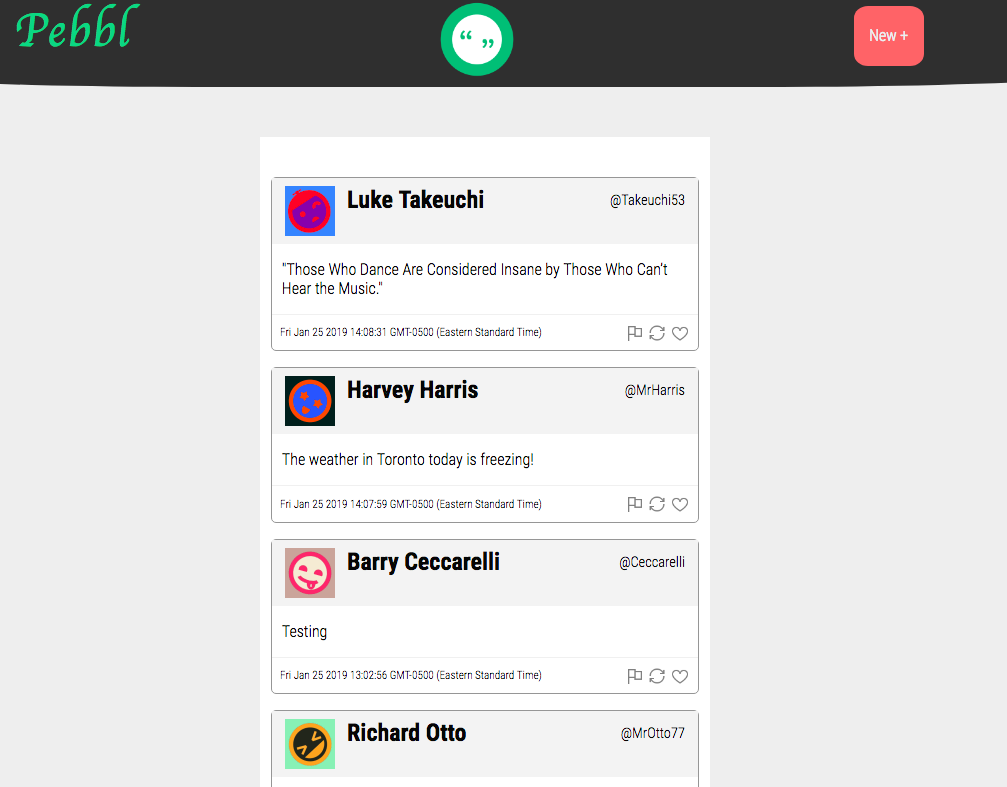 Pebbl
“ ”
New +
Luke Takeuchi
@Takeuchi53
"Those Who Dance Are Considered Insane by Those Who Can't
Hear the Music."
Fri Jan 25 2019 14:08:31 GMT-0500 (Eastern Standard Time)
Harvey Harris
@MrHarris
The weather in Toronto today is freezing!
Fri Jan 25 2019 14:07:59 GMT-0500 (Eastern Standard Time)
Barry Ceccarelli
@Ceccarelli
Testing
Fri Jan 25 2019 13:02:56 GMT-0500 (Eastern Standard Time)
Richard Otto
@MrOtto77